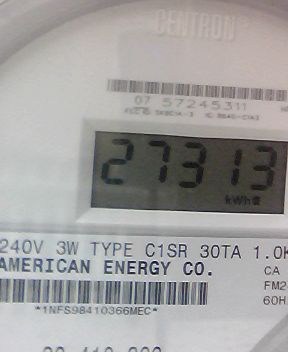 CENTRON
07 57245311
27313
kWh
240V 3W TYPE C1SR 30TA 1.0K
AMERICAN ENERGY CO.
CA
FM2
60H
*1NFS98410366MEC*